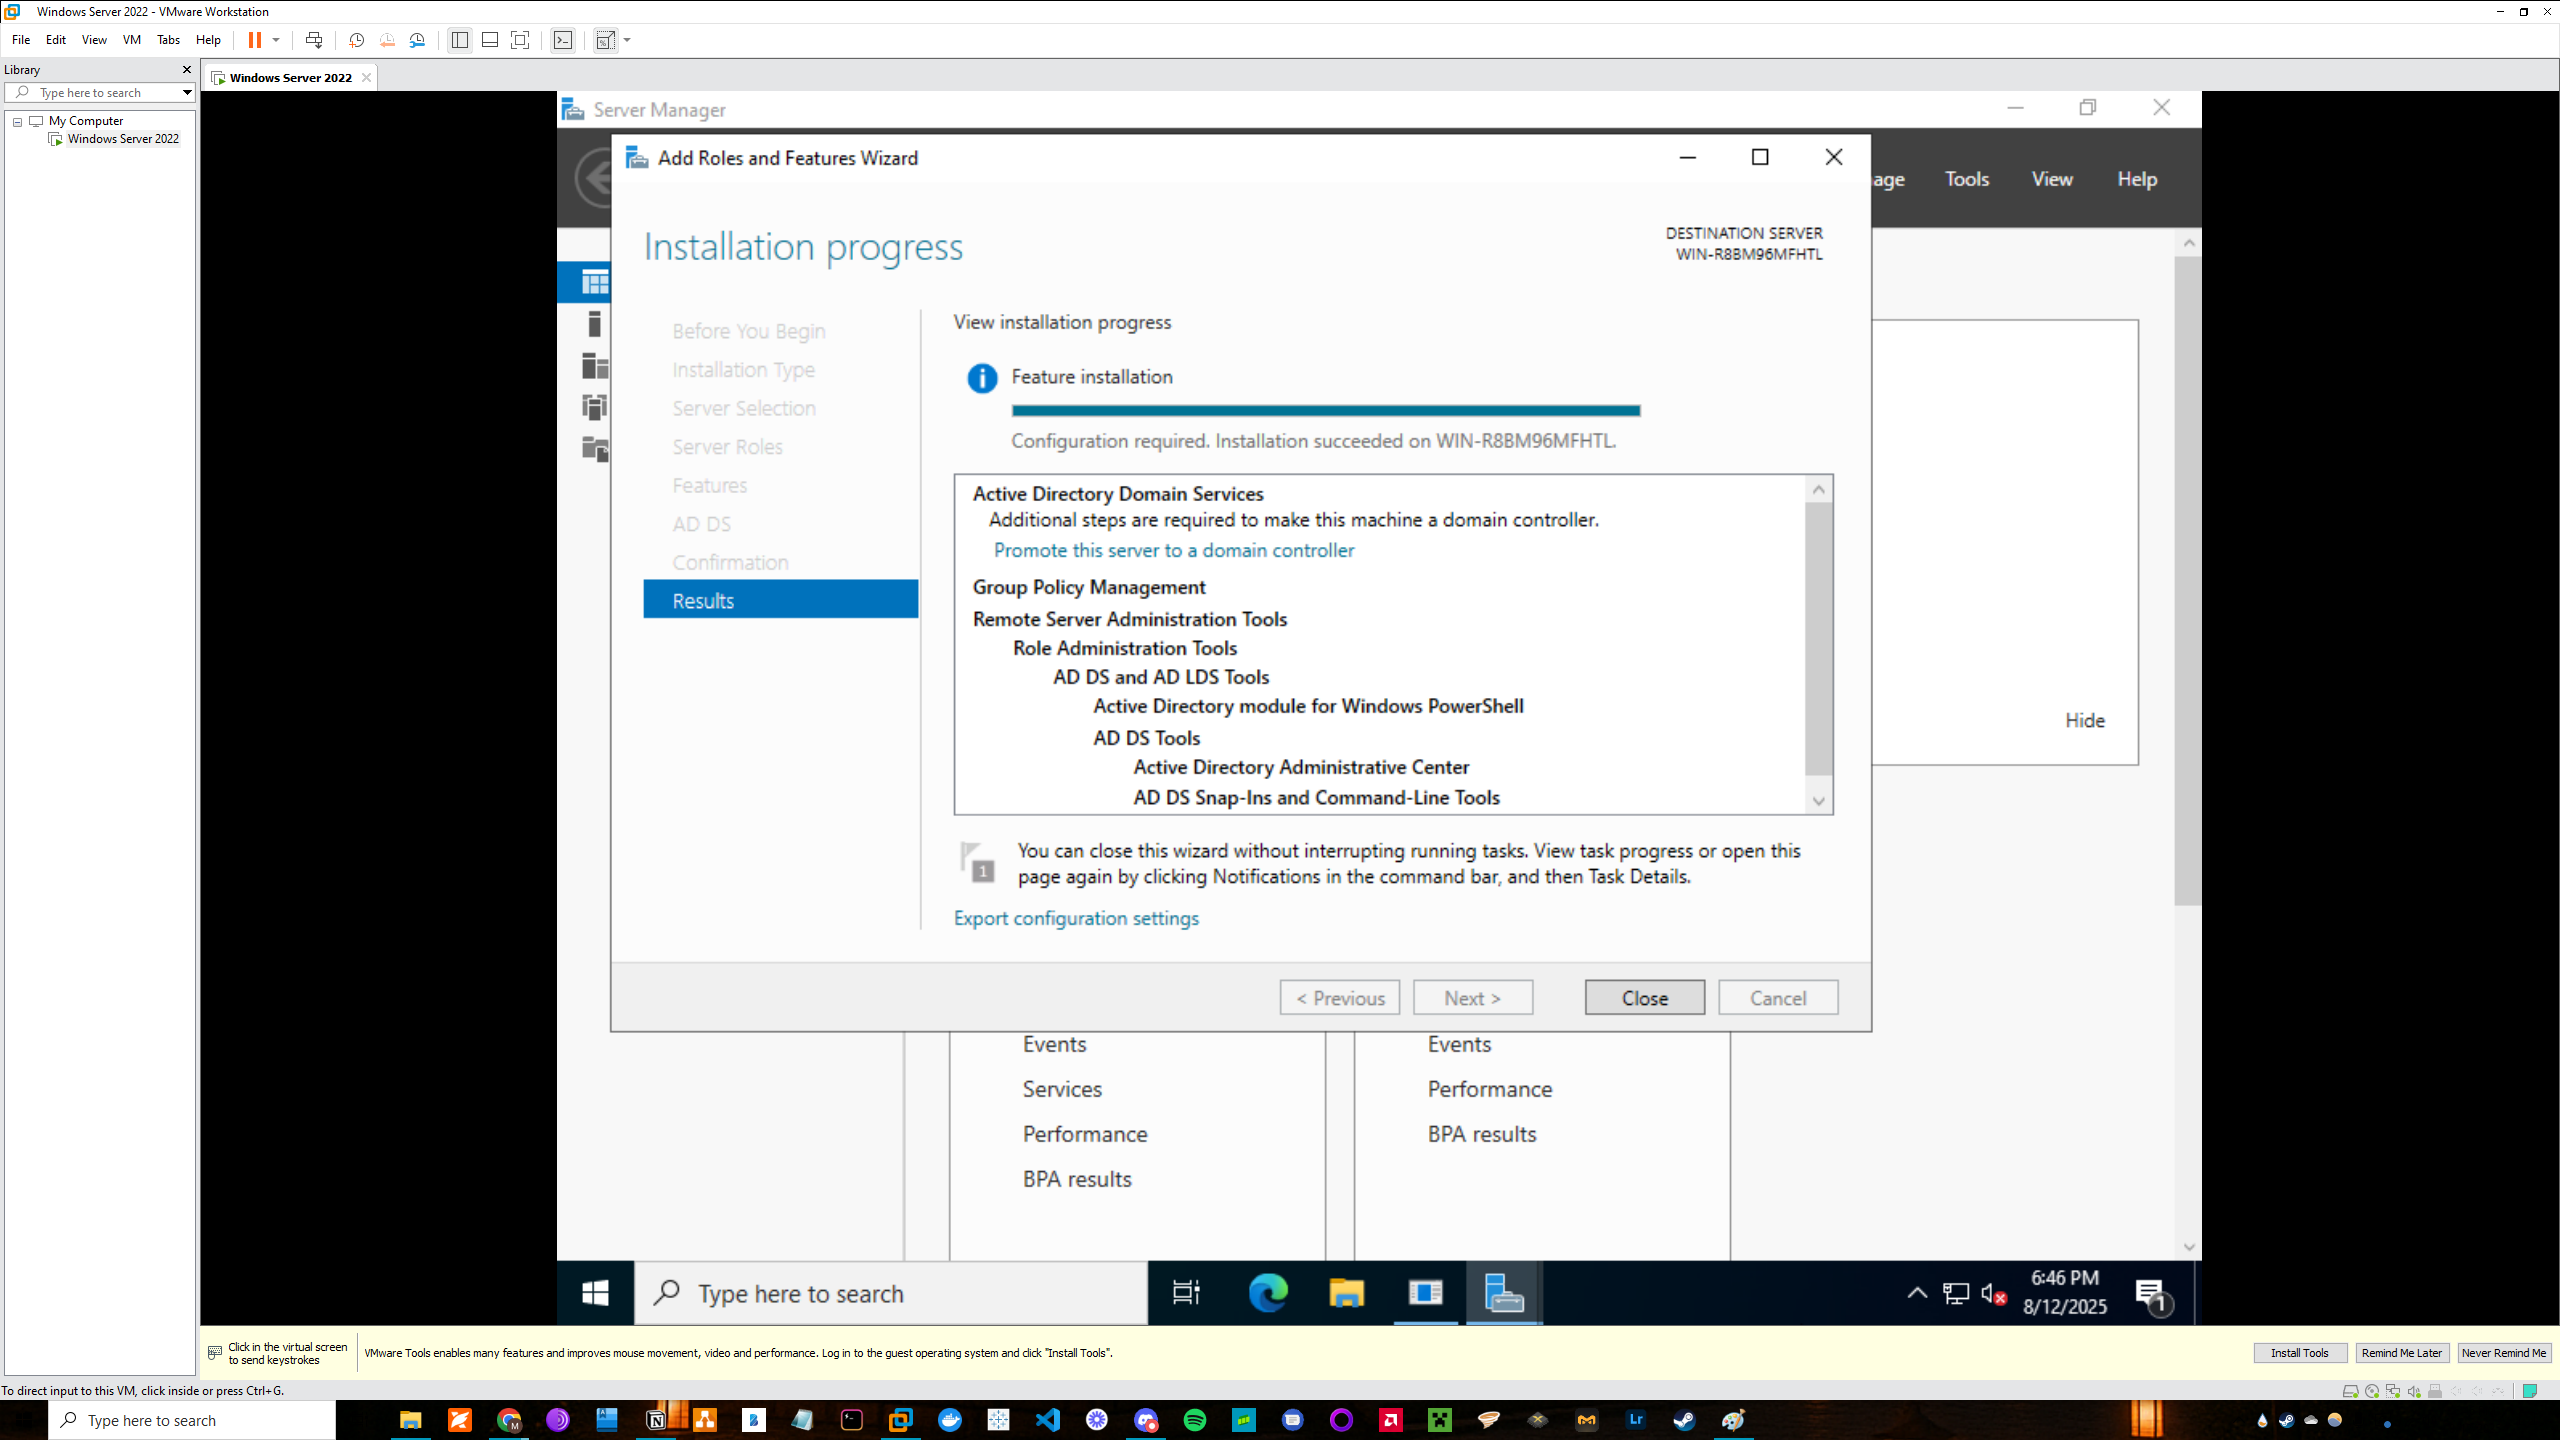 Windows Server 2022 - VMware Workstation
File Edit View VM Tabs Help
Library
Type here to search
My Computer
Windows Server 2022
Windows Server 2022
Server Manager
age Tools View Help
Add Roles and Features Wizard
Installation progress
DESTINATION SERVER
WIN-R8BM96MFHTL
Before You Begin
Installation Type
Server Selection
Server Roles
Features
AD DS
Confirmation
Results
View installation progress
Feature installation
Configuration required. Installation succeeded on WIN-R8BM96MFHTL.
Active Directory Domain Services
Additional steps are required to make this machine a domain controller.
Promote this server to a domain controller
Group Policy Management
Remote Server Administration Tools
Role Administration Tools
AD DS and AD LDS Tools
Active Directory module for Windows PowerShell
AD DS Tools
Active Directory Administrative Center
AD DS Snap-Ins and Command-Line Tools
1
You can close this wizard without interrupting running tasks. View task progress or open this
page again by clicking Notifications in the command bar, and then Task Details.
Export configuration settings
< Previous Next > Close Cancel
Hide
Events
Services
Performance
BPA results
Events
Performance
BPA results
Type here to search
6:46 PM
8/12/2025
1
Click in the virtual screen
to send keystrokes
VMware Tools enables many features and improves mouse movement, video and performance. Log in to the guest operating system and click "Install Tools".
Install Tools Remind Me Later Never Remind Me
To direct input to this VM, click inside or press Ctrl+G.
Type here to search
Lr